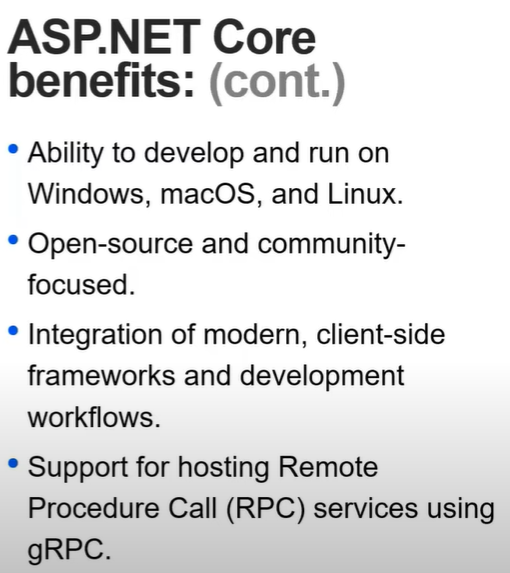 ASP.NET Core
benefits: (cont.)
• Ability to develop and run on
Windows, macOS, and Linux.
• Open-source and community-
focused.
• Integration of modern, client-side
frameworks and development
workflows.
• Support for hosting Remote
Procedure Call (RPC) services using
gRPC.